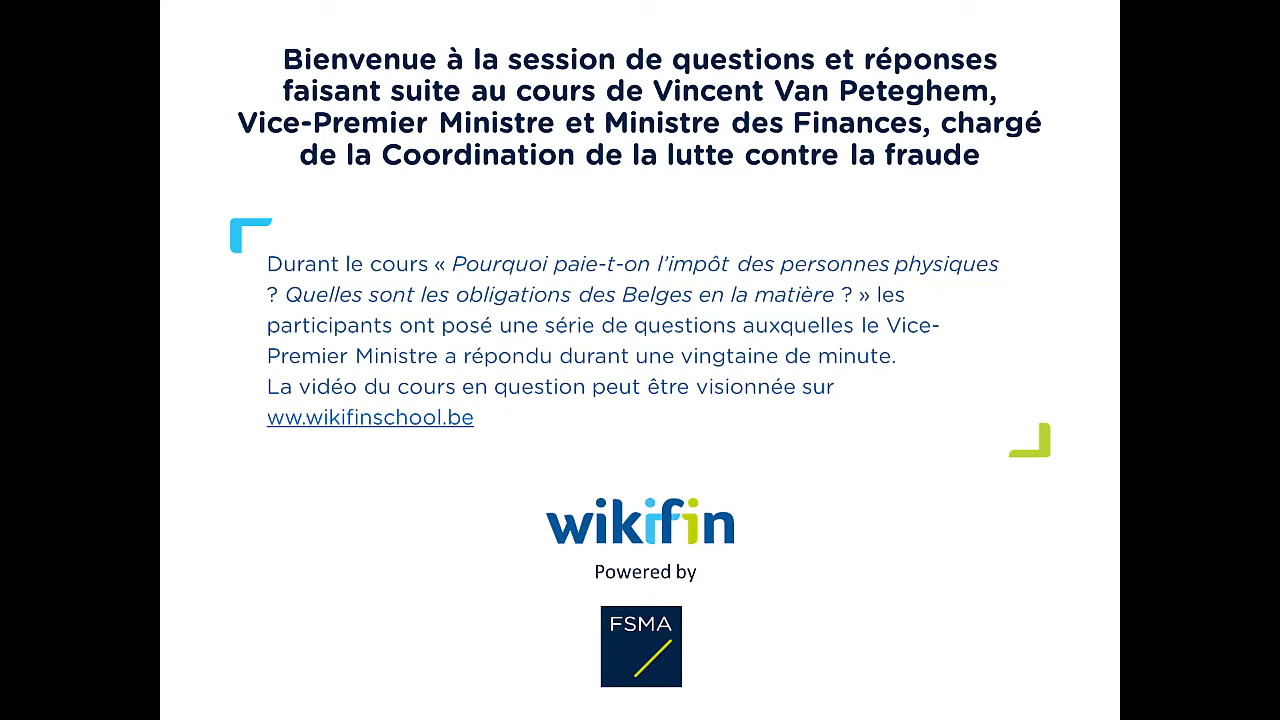 Bienvenue à la session de questions et réponses
faisant suite au cours de Vincent Van Peteghem,
Vice-Premier Ministre et Ministre des Finances, chargé
de la Coordination de la lutte contre la fraude
Durant le cours « Pourquoi paie-t-on l’impôt des personnes physiques
? Quelles sont les obligations des Belges en la matière ? » les
participants ont posé une série de questions auxquelles le Vice-
Premier Ministre a répondu durant une vingtaine de minute.
La vidéo du cours en question peut être visionnée sur
ww.wikifinschool.be
wikifin
Powered by
FSMA